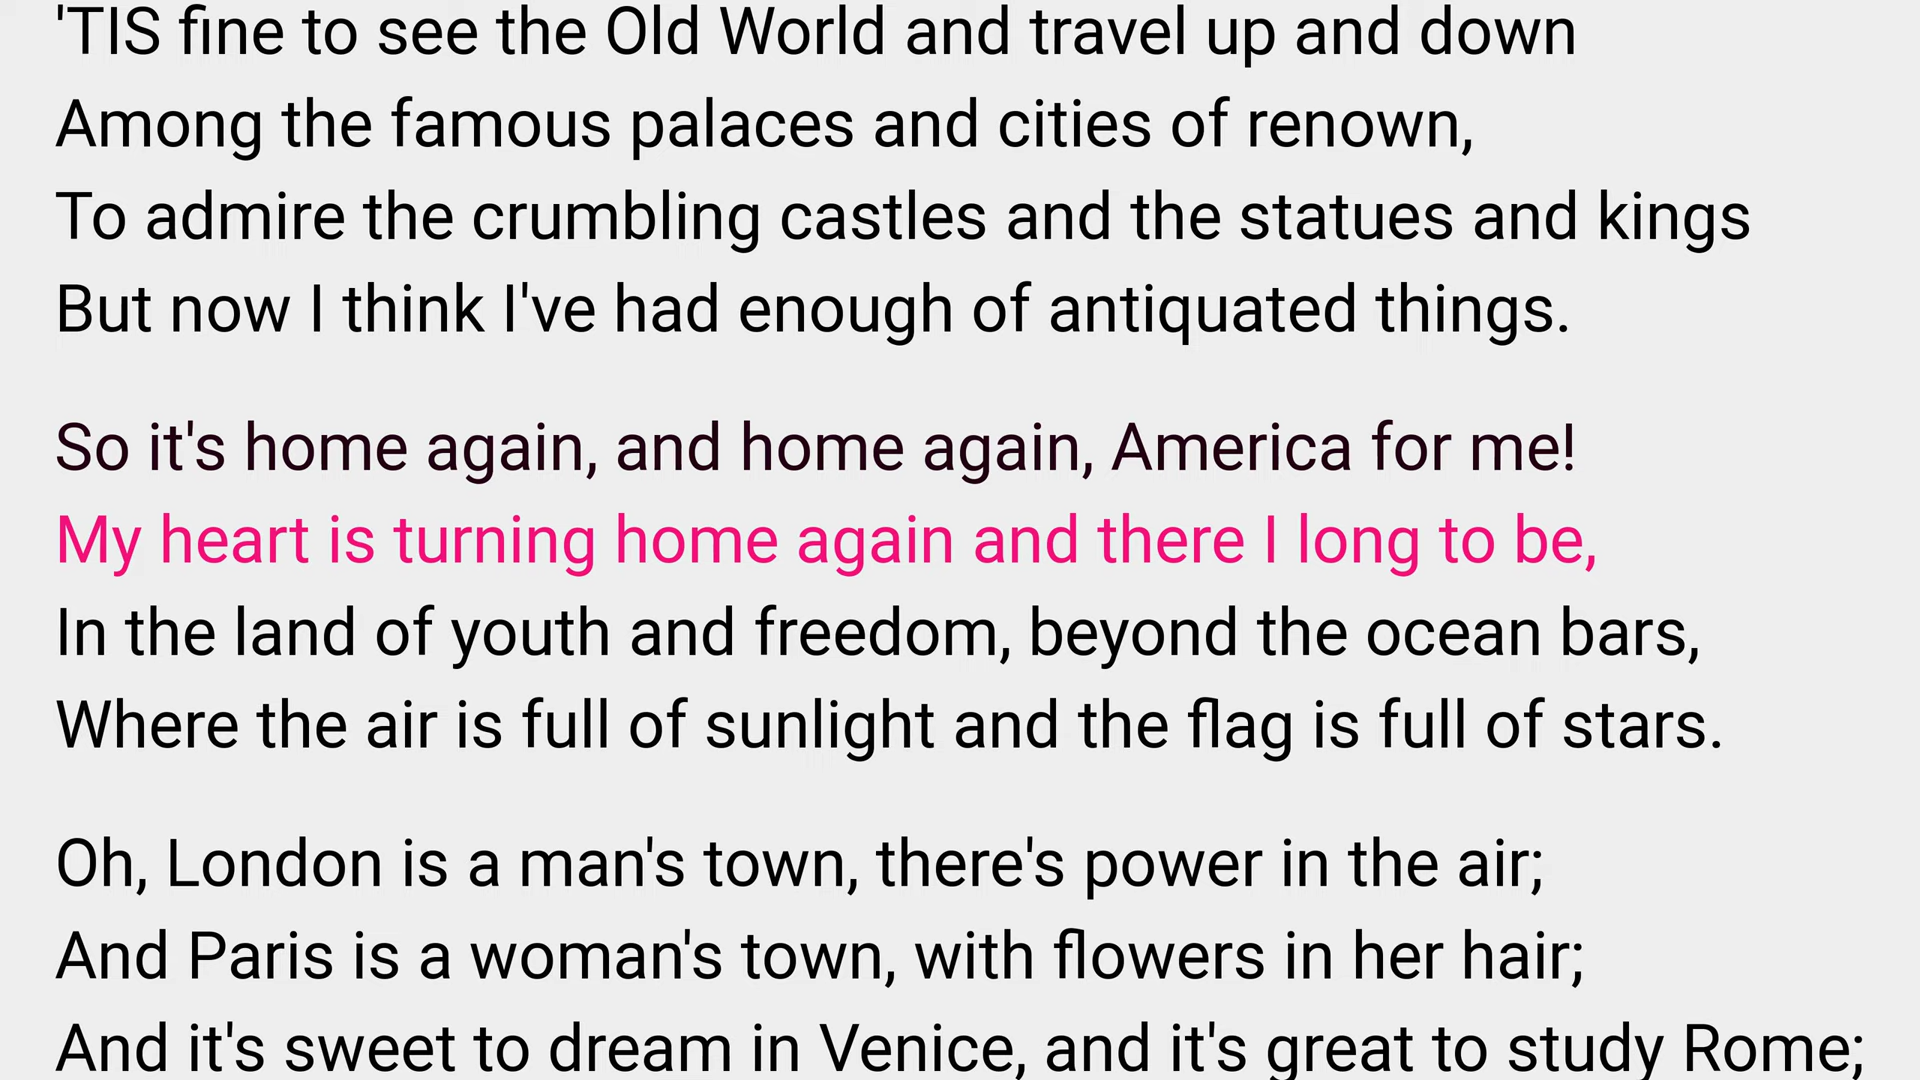 'TIS fine to see the Old World and travel up and down
Among the famous palaces and cities of renown,
To admire the crumbling castles and the statues and kings
But now I think I've had enough of antiquated things.
So it's home again, and home again, America for me!
My heart is turning home again and there I long to be,
In the land of youth and freedom, beyond the ocean bars,
Where the air is full of sunlight and the flag is full of stars.
Oh, London is a man's town, there's power in the air;
And Paris is a woman's town, with flowers in her hair;
And it's sweet to dream in Venice, and it's great to study Rome;